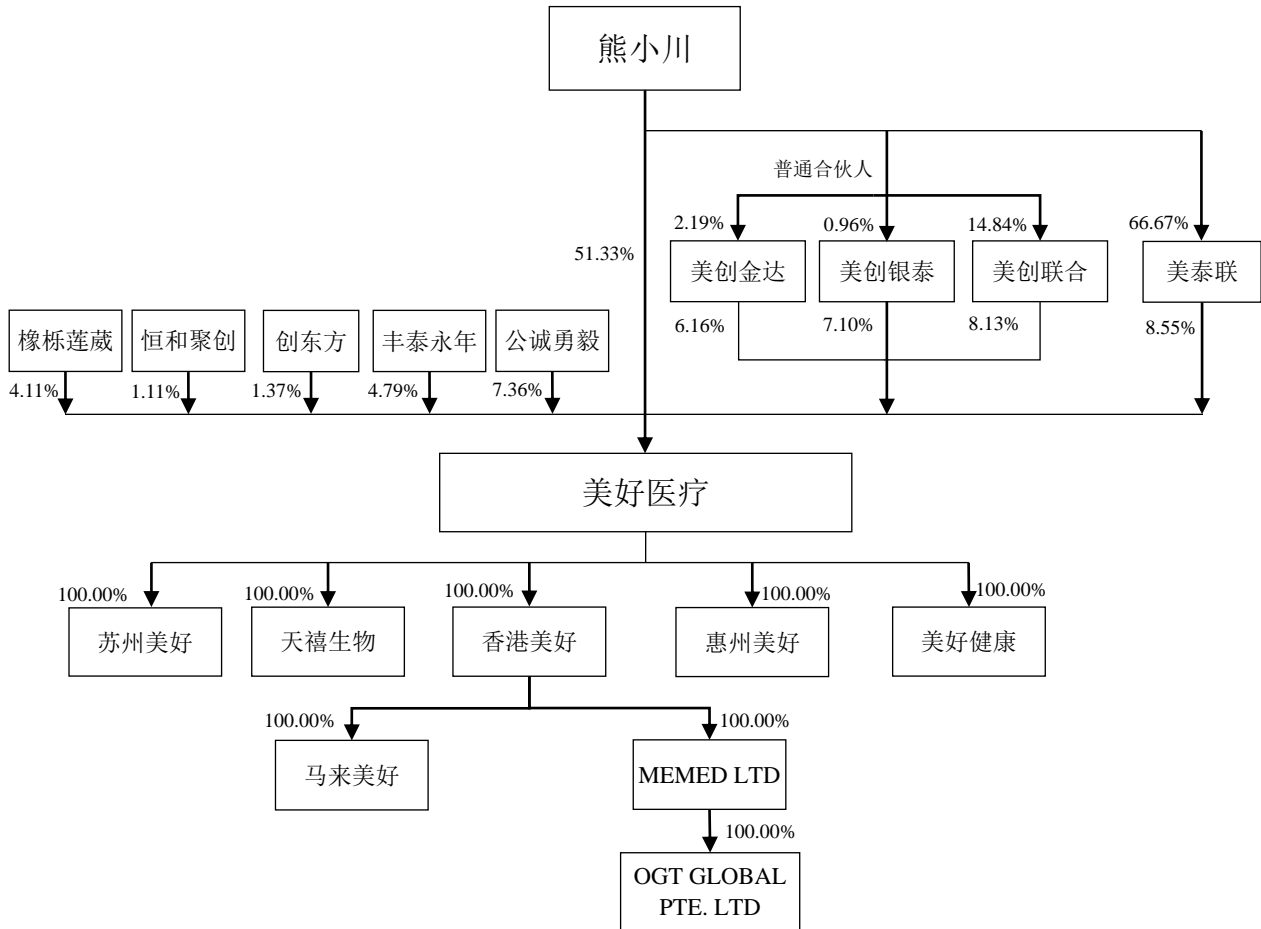 熊小川
普通合伙人
2.19%
0.96%
14.84%
66.67%
51.33%
美创金达
美创银泰
美创联合
美泰联
6.16%
7.10%
8.13%
8.55%
橡栎莲葳
恒和聚创
创东方
丰泰永年
公诚勇毅
4.11%
1.11%
1.37%
4.79%
7.36%
美好医疗
100.00%
100.00%
100.00%
100.00%
100.00%
苏州美好
天禧生物
香港美好
惠州美好
美好健康
100.00%
100.00%
马来美好
MEMED LTD
100.00%
OGT GLOBAL
PTE. LTD